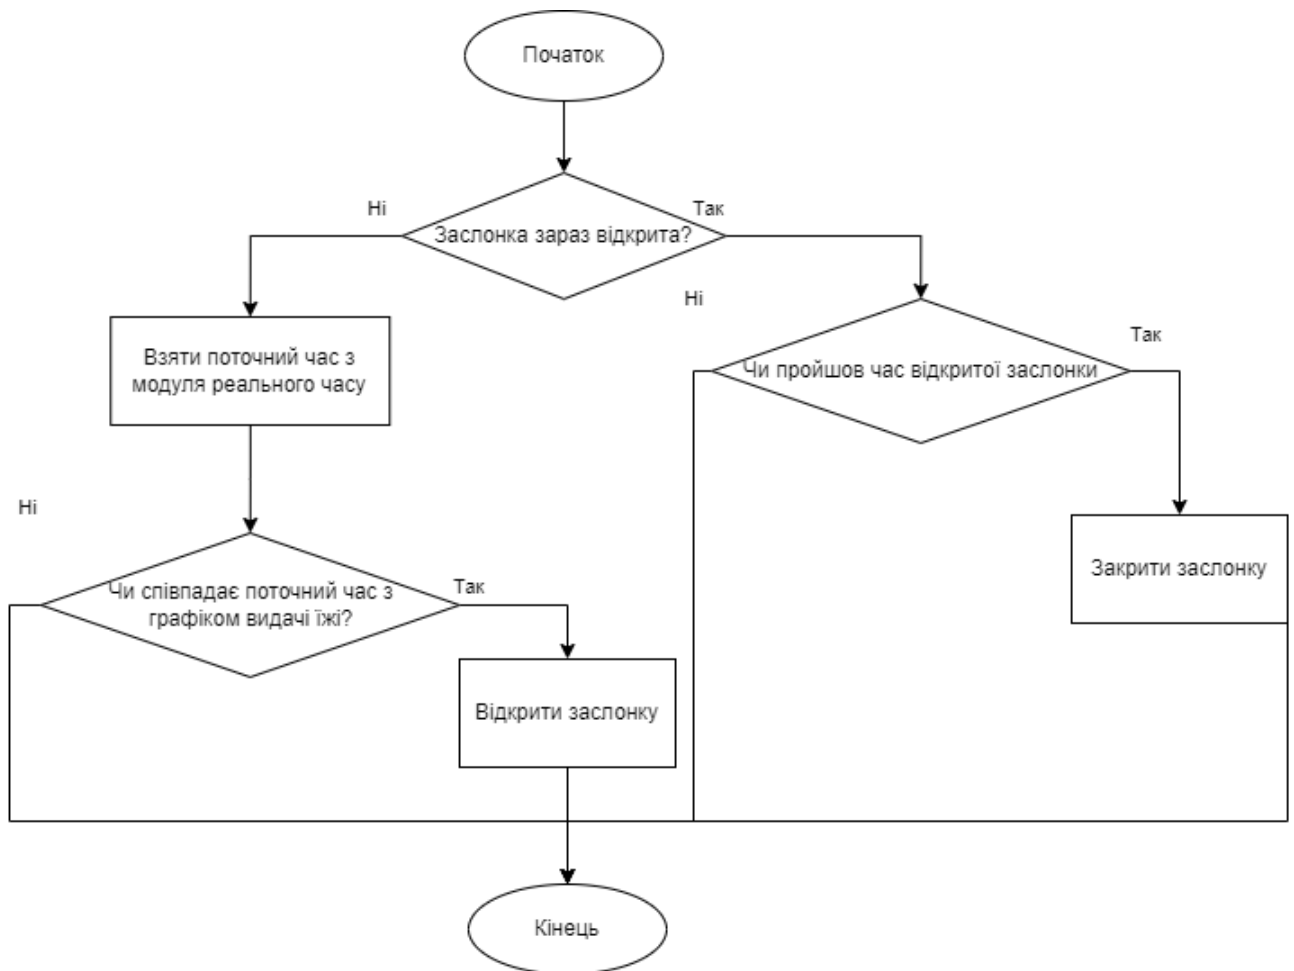 Початок
Ні
Так
Заслонка зараз відкрита?
Ні
Так
Взяти поточний час з
модуля реального часу
Чи пройшов час відкритої заслонки
Ні
Закрити заслонку
Чи співпадає поточний час з
графіком видачі їжі?
Так
Відкрити заслонку
Кінець